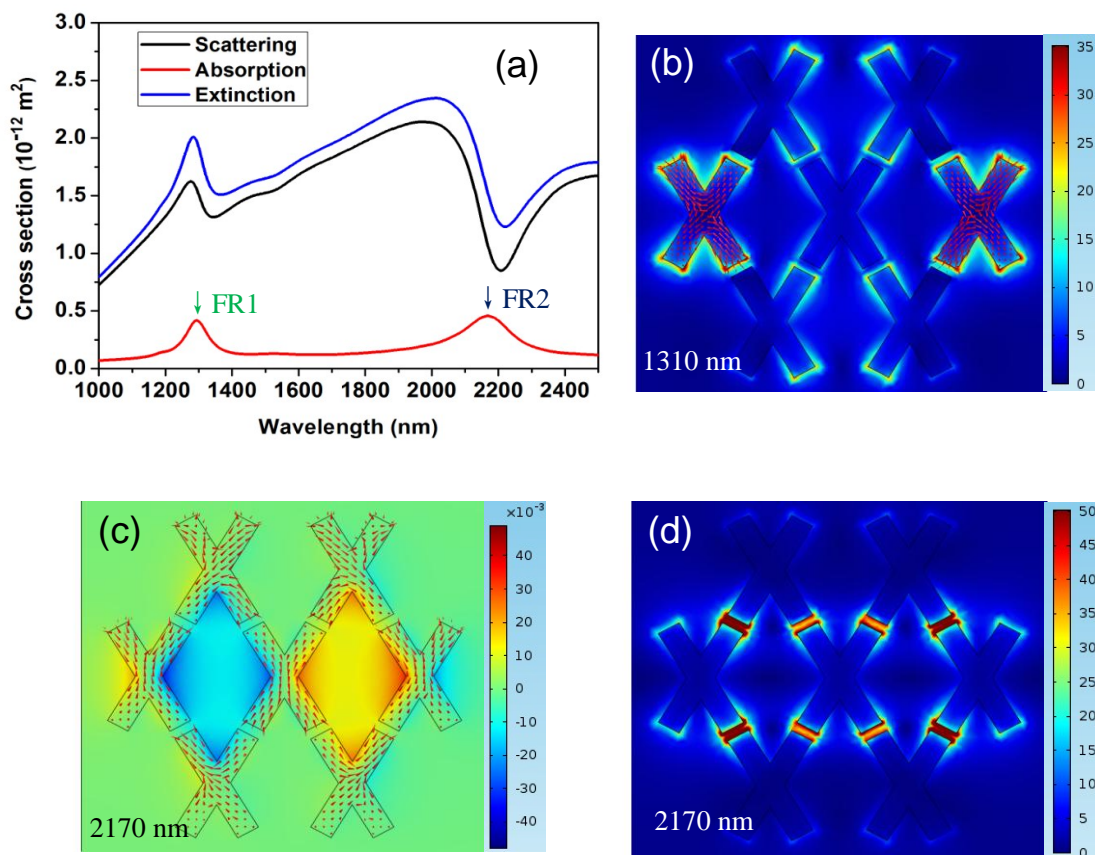 3.0
2.5
2.0
1.5
1.0
0.5
0.0
Cross section (10⁻¹² m²)
Scattering
Absorption
Extinction
(a)
FR1
FR2
1000 1200 1400 1600 1800 2000 2200 2400
Wavelength (nm)
(b)
1310 nm
35
30
25
20
15
10
5
0
(c)
2170 nm
×10⁻³
40
30
20
10
0
-10
-20
-30
-40
(d)
2170 nm
50
45
40
35
30
25
20
15
10
5
0